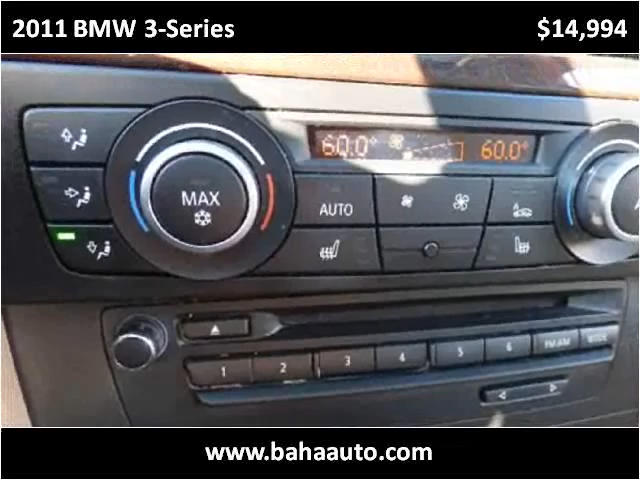 2011 BMW 3-Series $14,994
60.0° 60.0°
MAX
AUTO
1 2 3 4 5 6 FM/AM MODE
www.bahaauto.com